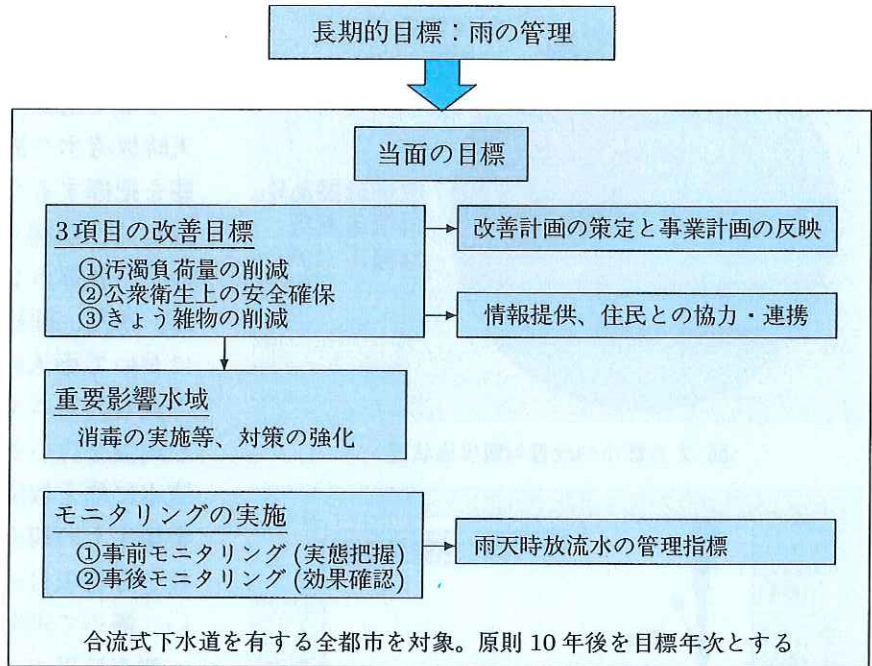 長期的目標：雨の管理
当面の目標
3項目の改善目標
①汚濁負荷量の削減
②公衆衛生上の安全確保
③きょう雑物の削減
改善計画の策定と事業計画の反映
情報提供、住民との協力・連携
重要影響水域
消毒の実施等、対策の強化
モニタリングの実施
①事前モニタリング(実態把握)
②事後モニタリング(効果確認)
雨天時放流水の管理指標
合流式下水道を有する全都市を対象。原則10年後を目標年次とする